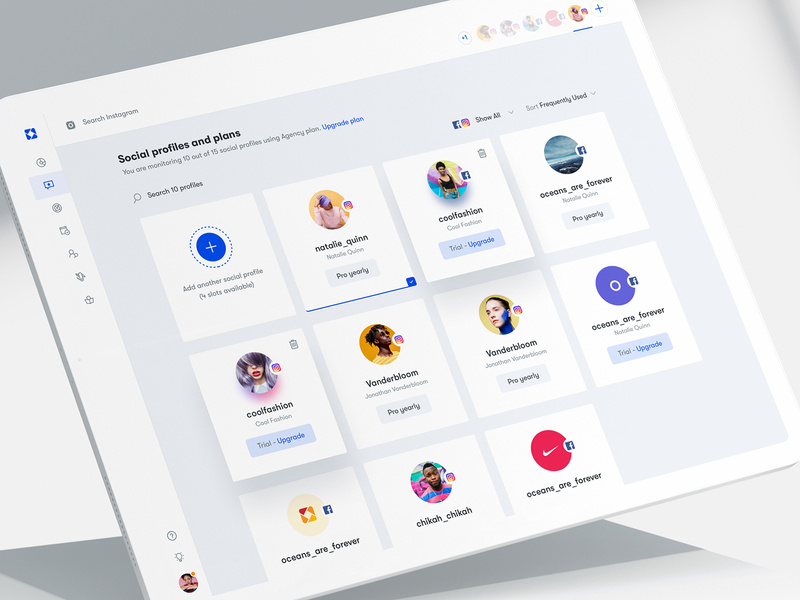 +1
Search Instagram
Social profiles and plans
You are monitoring 10 out of 15 social profiles using Agency plan. Upgrade plan
Show All
Sort Frequently Used
Search 10 profiles
Add another social profile
(4 slots available)
natalie_quinn
Natalie Quinn
Pro yearly
coolfashion
Cool Fashion
Trial - Upgrade
oceans_are_forever
Natalie Quinn
Pro yearly
coolfashion
Cool Fashion
Trial - Upgrade
Vanderbloom
Jonathan Vanderbloom
Pro yearly
Vanderbloom
Jonathan Vanderbloom
Pro yearly
oceans_are_forever
Natalie Quinn
Trial - Upgrade
oceans_are_forever
chikah_chikah
oceans_are_forever